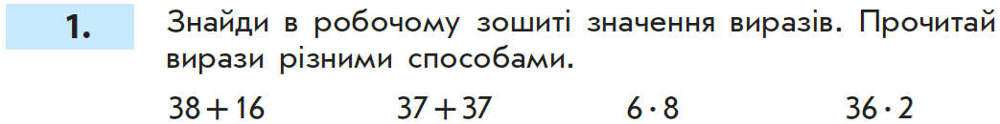 1. Знайди в робочому зошиті значення виразів. Прочитай
вирази різними способами.
38 + 16 37 + 37 6 · 8 36 · 2